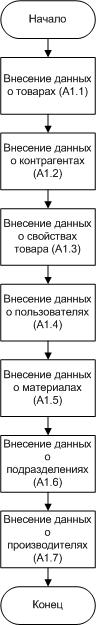 Начало
Внесение данных
о товарах (А1.1)
Внесение данных
о контрагентах
(А1.2)
Внесение данных
о свойствах
товара (А1.3)
Внесение данных
о пользователях
(А1.4)
Внесение данных
о материалах
(А1.5)
Внесение данных
о
подразделениях
(А1.6)
Внесение данных
о
производителях
(А1.7)
Конец